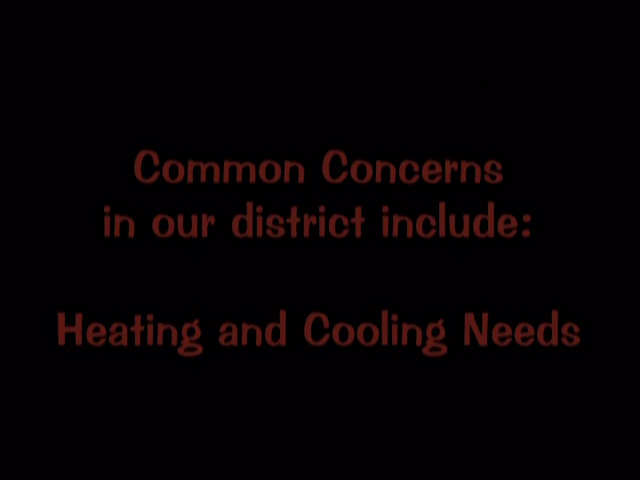 Common Concerns
in our district include:
Heating and Cooling Needs